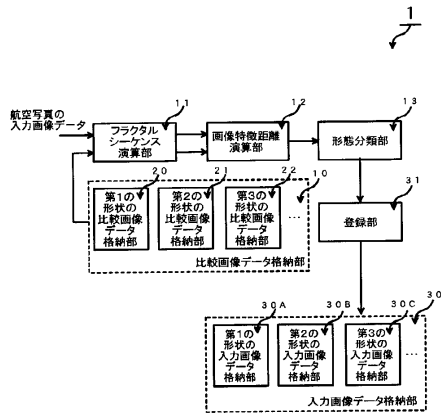 1
航空写真の
入力画像データ
11
フラクタル
シーケンス
演算部
12
画像特徴距離
演算部
13
形態分類部
20
第1の
形状の
比較画像
データ
格納部
21
第2の
形状の
比較画像
データ
格納部
22
第3の
形状の
比較画像
データ
格納部
…
10
比較画像データ格納部
31
登録部
30A
第1の
形状の
入力画像
データ
格納部
30B
第2の
形状の
入力画像
データ
格納部
30C
第3の
形状の
入力画像
データ
格納部
…
30
入力画像データ格納部